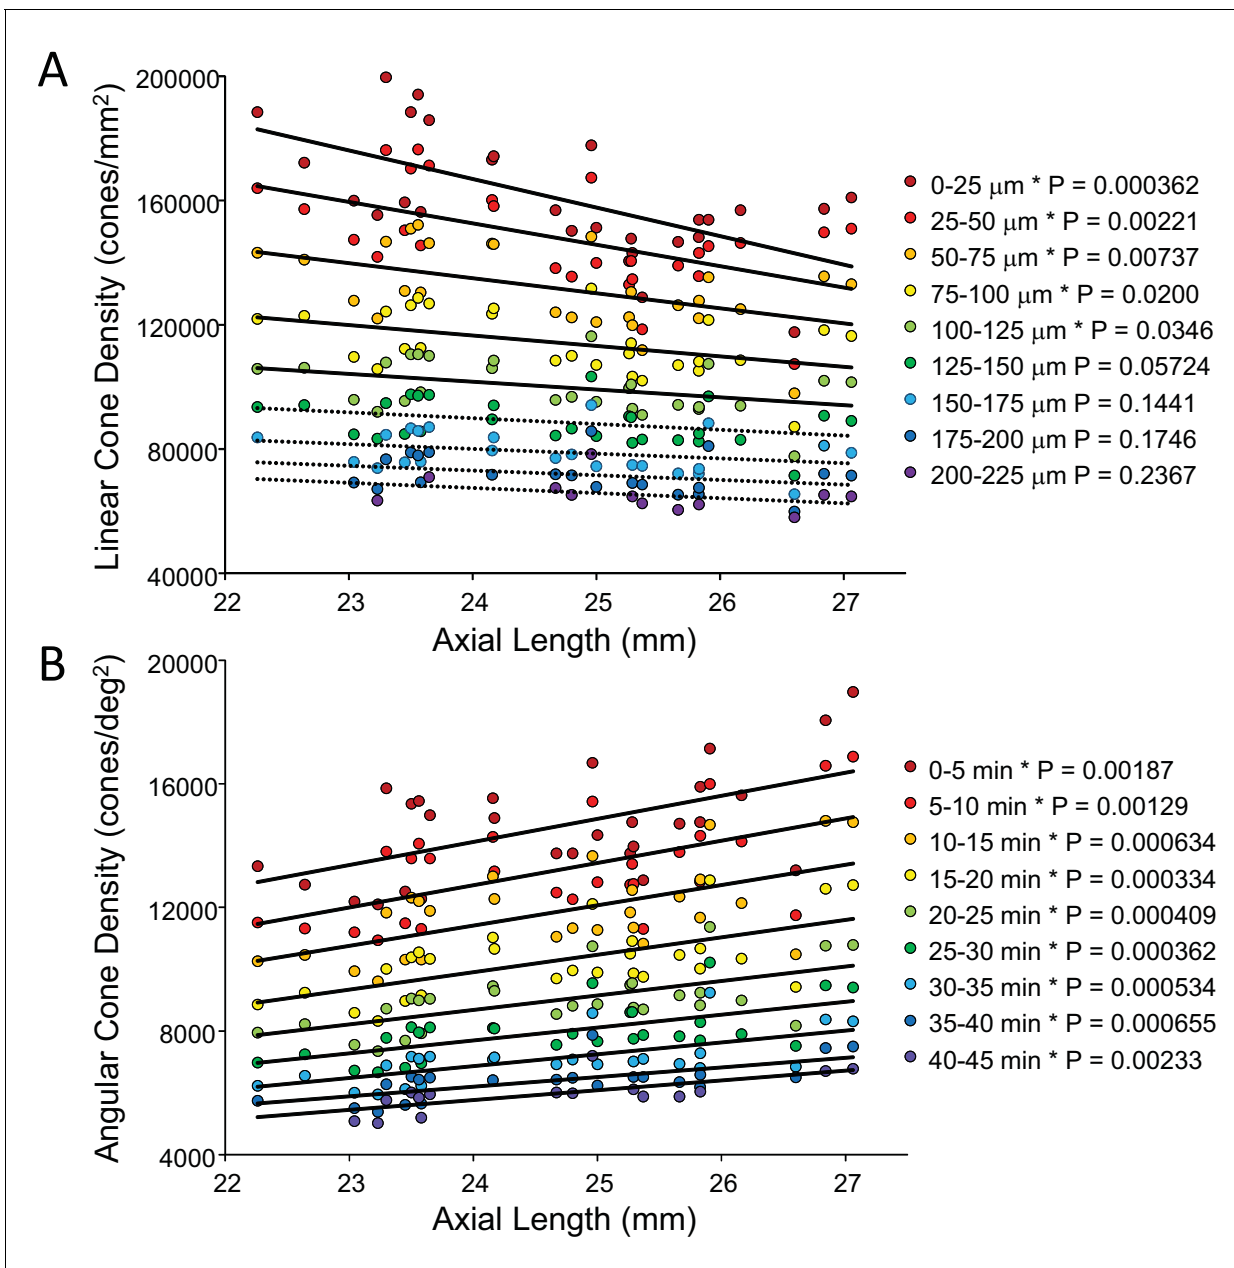 A
Linear Cone Density (cones/mm²)
200000
160000
120000
80000
40000
22 23 24 25 26 27
Axial Length (mm)
0-25 μm * P = 0.000362
25-50 μm * P = 0.00221
50-75 μm * P = 0.00737
75-100 μm * P = 0.0200
100-125 μm * P = 0.0346
125-150 μm P = 0.05724
150-175 μm P = 0.1441
175-200 μm P = 0.1746
200-225 μm P = 0.2367
B
Angular Cone Density (cones/deg²)
20000
16000
12000
8000
4000
22 23 24 25 26 27
Axial Length (mm)
0-5 min * P = 0.00187
5-10 min * P = 0.00129
10-15 min * P = 0.000634
15-20 min * P = 0.000334
20-25 min * P = 0.000409
25-30 min * P = 0.000362
30-35 min * P = 0.000534
35-40 min * P = 0.000655
40-45 min * P = 0.00233